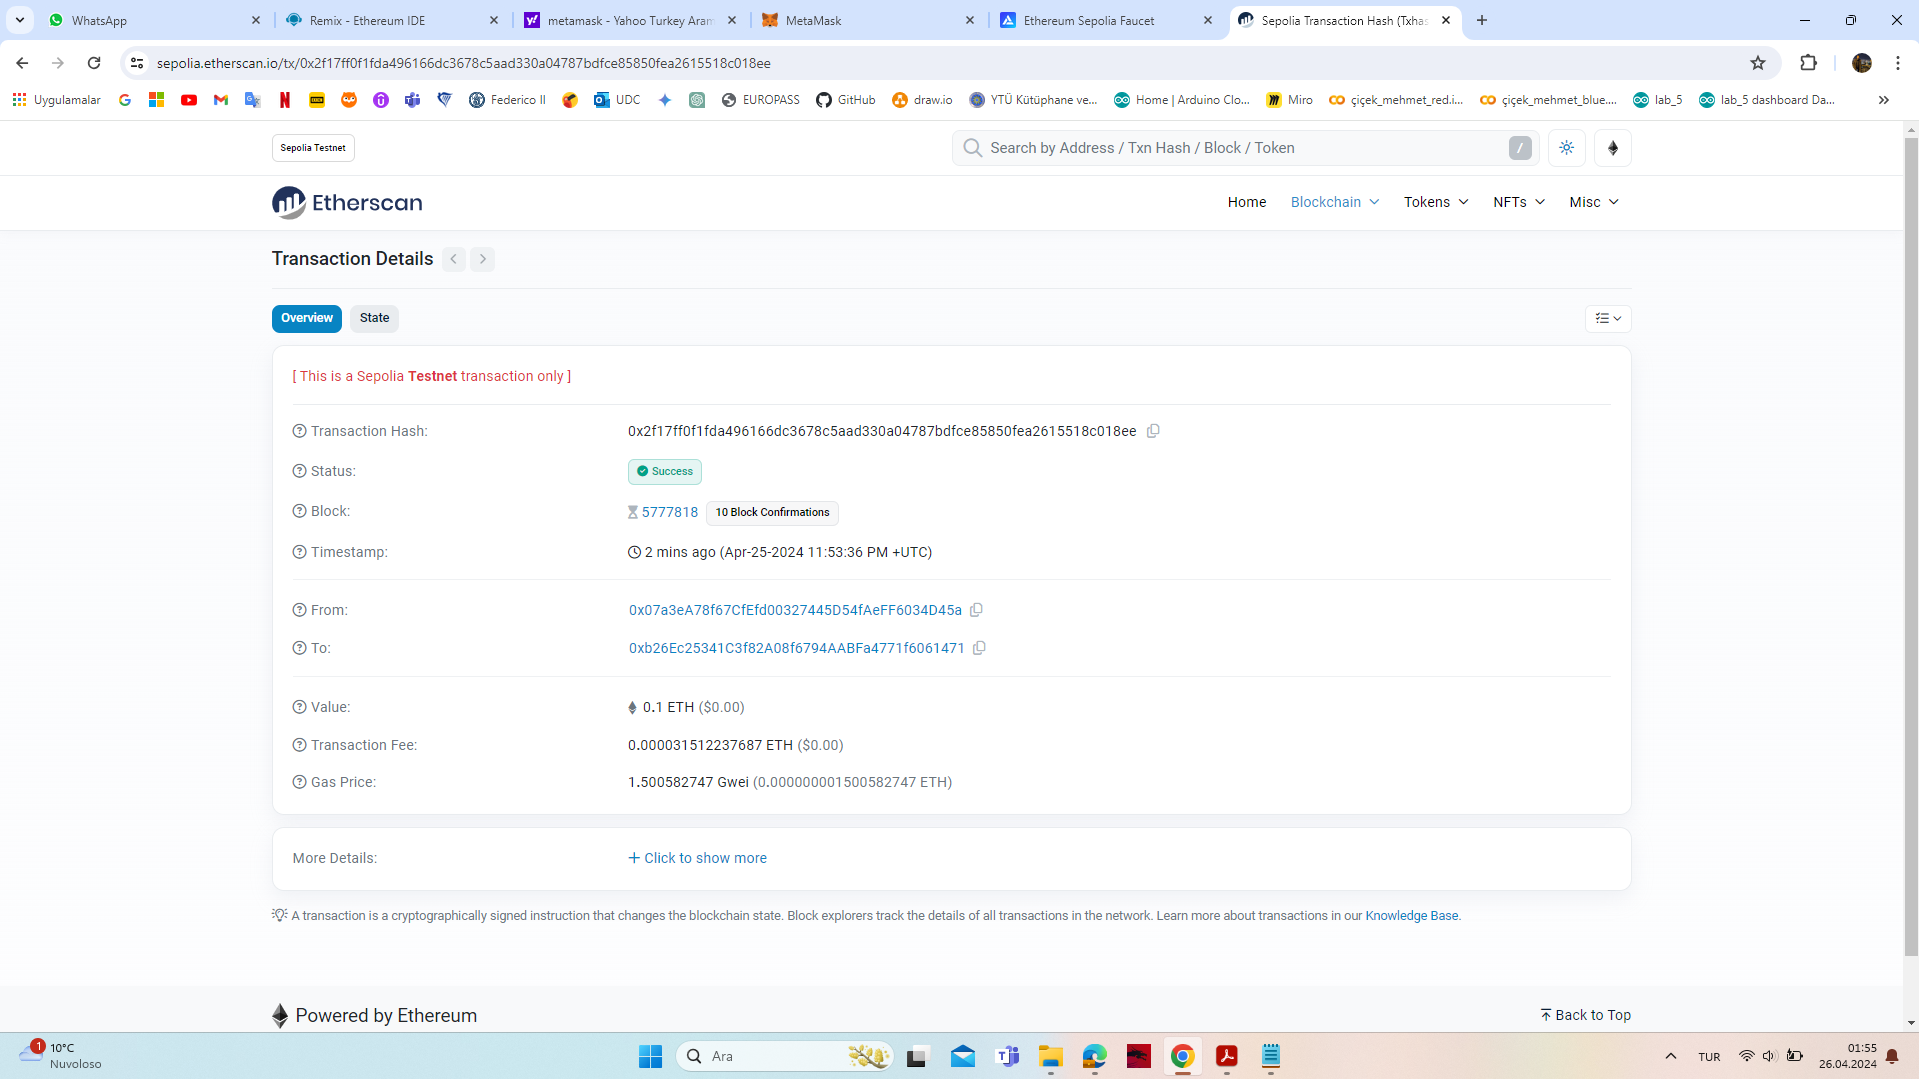 WhatsApp
Remix - Ethereum IDE
metamask - Yahoo Turkey Aram
MetaMask
Ethereum Sepolia Faucet
Sepolia Transaction Hash (Txhas
sepolia.etherscan.io/tx/0x2f17ff0f1fda496166dc3678c5aad330a04787bdfce85850fea2615518c018ee
Uygulamalar
Federico II
UDC
EUROPASS
GitHub
draw.io
YTÜ Kütüphane ve...
Home | Arduino Clo...
Miro
çiçek_mehmet_red.i...
çiçek_mehmet_blue....
lab_5
lab_5 dashboard Da...
Sepolia Testnet
Search by Address / Txn Hash / Block / Token
/
Etherscan
Home
Blockchain
Tokens
NFTs
Misc
Transaction Details
Overview
State
[ This is a Sepolia Testnet transaction only ]
Transaction Hash:
0x2f17ff0f1fda496166dc3678c5aad330a04787bdfce85850fea2615518c018ee
Status:
Success
Block:
5777818
10 Block Confirmations
Timestamp:
2 mins ago (Apr-25-2024 11:53:36 PM +UTC)
From:
0x07a3eA78f67CfEfd00327445D54fAeFF6034D45a
To:
0xb26Ec25341C3f82A08f6794AABFa4771f6061471
Value:
0.1 ETH ($0.00)
Transaction Fee:
0.000031512237687 ETH ($0.00)
Gas Price:
1.500582747 Gwei (0.000000001500582747 ETH)
More Details:
Click to show more
A transaction is a cryptographically signed instruction that changes the blockchain state. Block explorers track the details of all transactions in the network. Learn more about transactions in our Knowledge Base.
Powered by Ethereum
Back to Top
1
10°C
Nuvoloso
Ara
TUR
01:55
26.04.2024